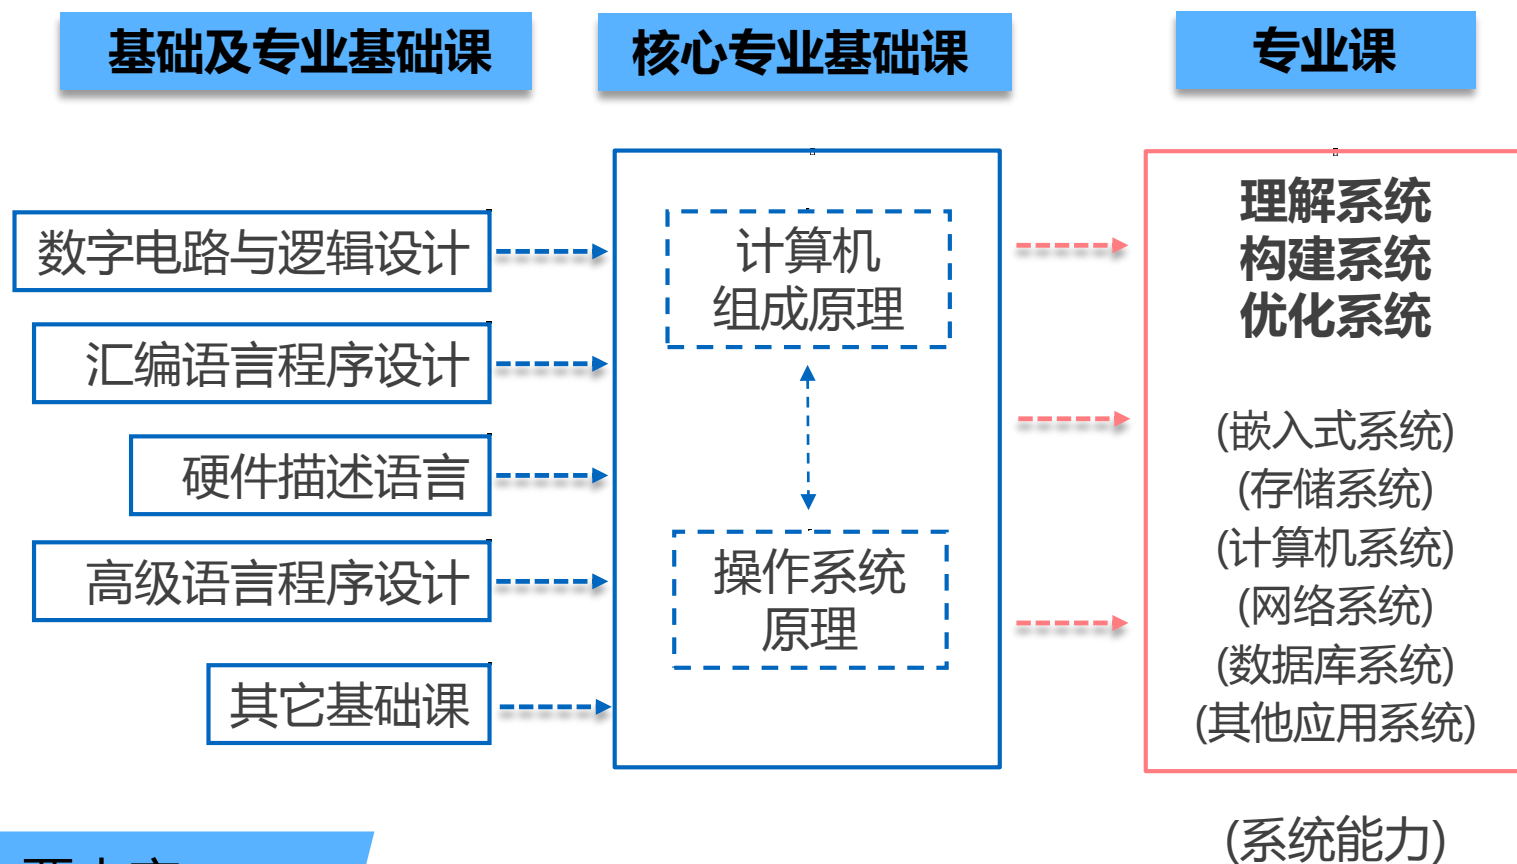 基础及专业基础课
核心专业基础课
专业课
数字电路与逻辑设计
汇编语言程序设计
硬件描述语言
高级语言程序设计
其它基础课
计算机
组成原理
操作系统
原理
理解系统
构建系统
优化系统
(嵌入式系统)
(存储系统)
(计算机系统)
(网络系统)
(数据库系统)
(其他应用系统)
(系统能力)